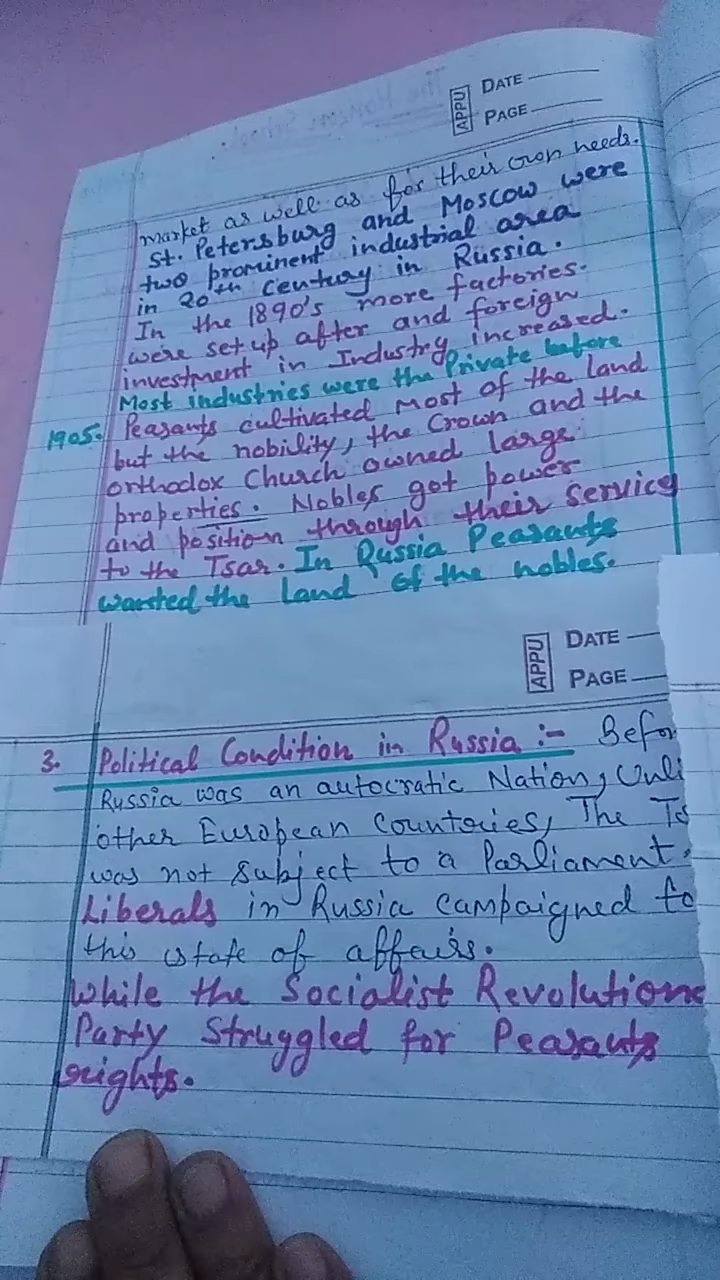 APPU
DATE
PAGE
market as well as for their own needs.
St. Petersburg and Moscow were
two prominent industrial area
in 20th Century in Russia.
In the 1890's more factories.
were set up after and foreign
investment in Industry increased.
Most industries were the Private before
1905. Peasants cultivated most of the land
but the nobility, the Crown and the
orthodox Church owned large
properties. Nobles got power
and position through their service
to the Tsar. In Russia Peasants
wanted the land of the nobles.
APPU
DATE
PAGE
3. Political Condition in Russia :- Befor
Russia was an autocratic Nation, Unli
other European Countories, The Ts
was not subject to a Parliament.
Liberals in Russia campaigned to
this state of affairs.
While the Socialist Revolutione
Party Struggled for Peasants
rights.